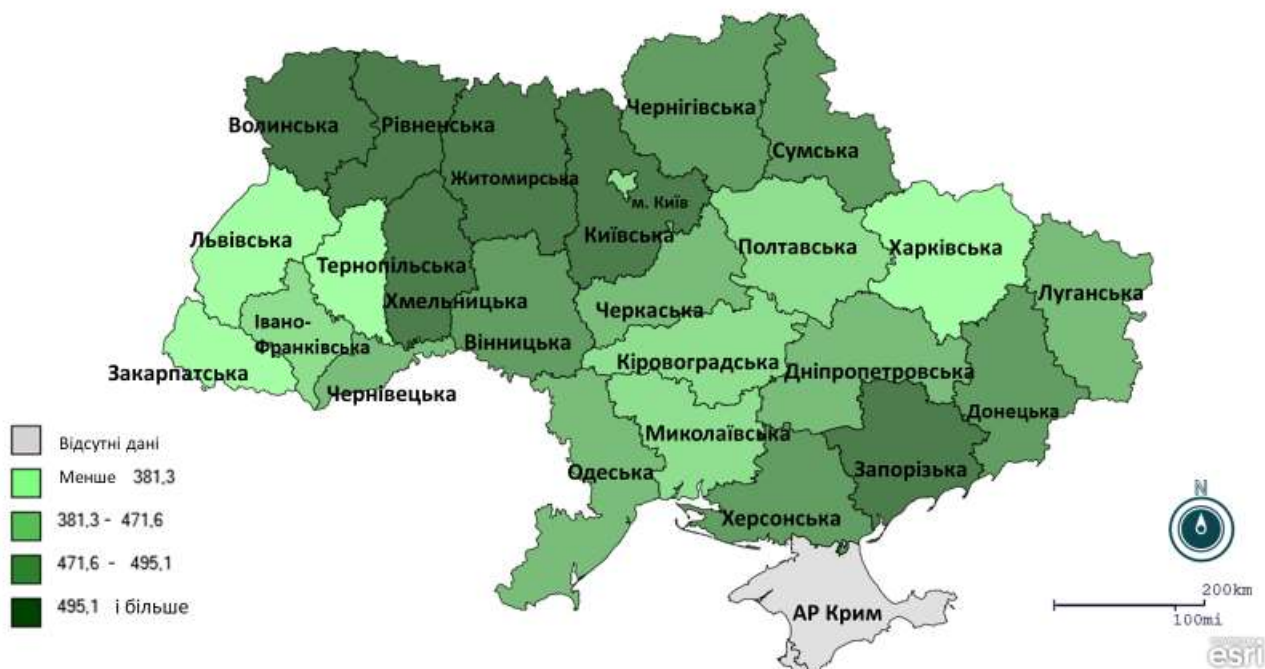 Чернігівська
Волинська
Рівненська
Сумська
Житомирська
м. Київ
Львівська
Київська
Полтавська
Харківська
Тернопільська
Хмельницька
Черкаська
Луганська
Івано-
Франківська
Вінницька
Кіровоградська
Закарпатська
Дніпропетровська
Чернівецька
Донецька
Миколаївська
Одеська
Запорізька
Херсонська
АР Крим
Відсутні дані
Менше 381,3
381,3 - 471,6
471,6 - 495,1
495,1 і більше
N
200km
100mi
esri